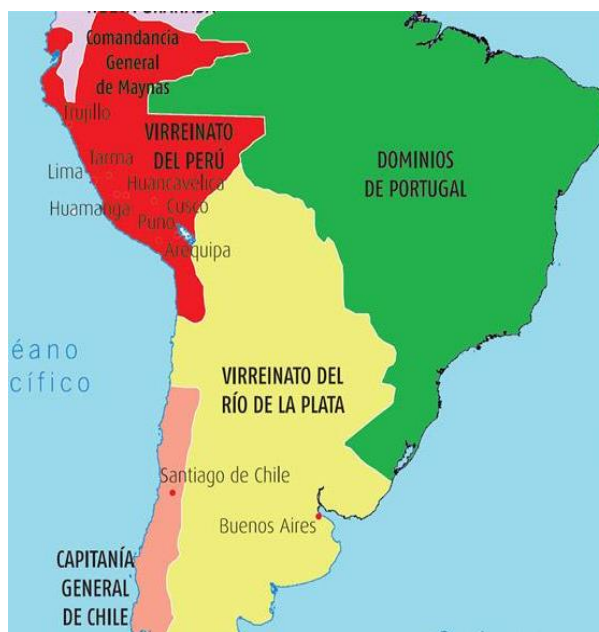 Comandancia
General
de Maynas
Trujillo
VIRREINATO
DEL PERÚ
Tarma
Lima
Huancavelica
Huamanga
Cusco
Puno
Arequipa
DOMINIOS
DE PORTUGAL
éano
cífico
VIRREINATO DEL
RÍO DE LA PLATA
Santiago de Chile
Buenos Aires
CAPITANÍA
GENERAL
DE CHILE